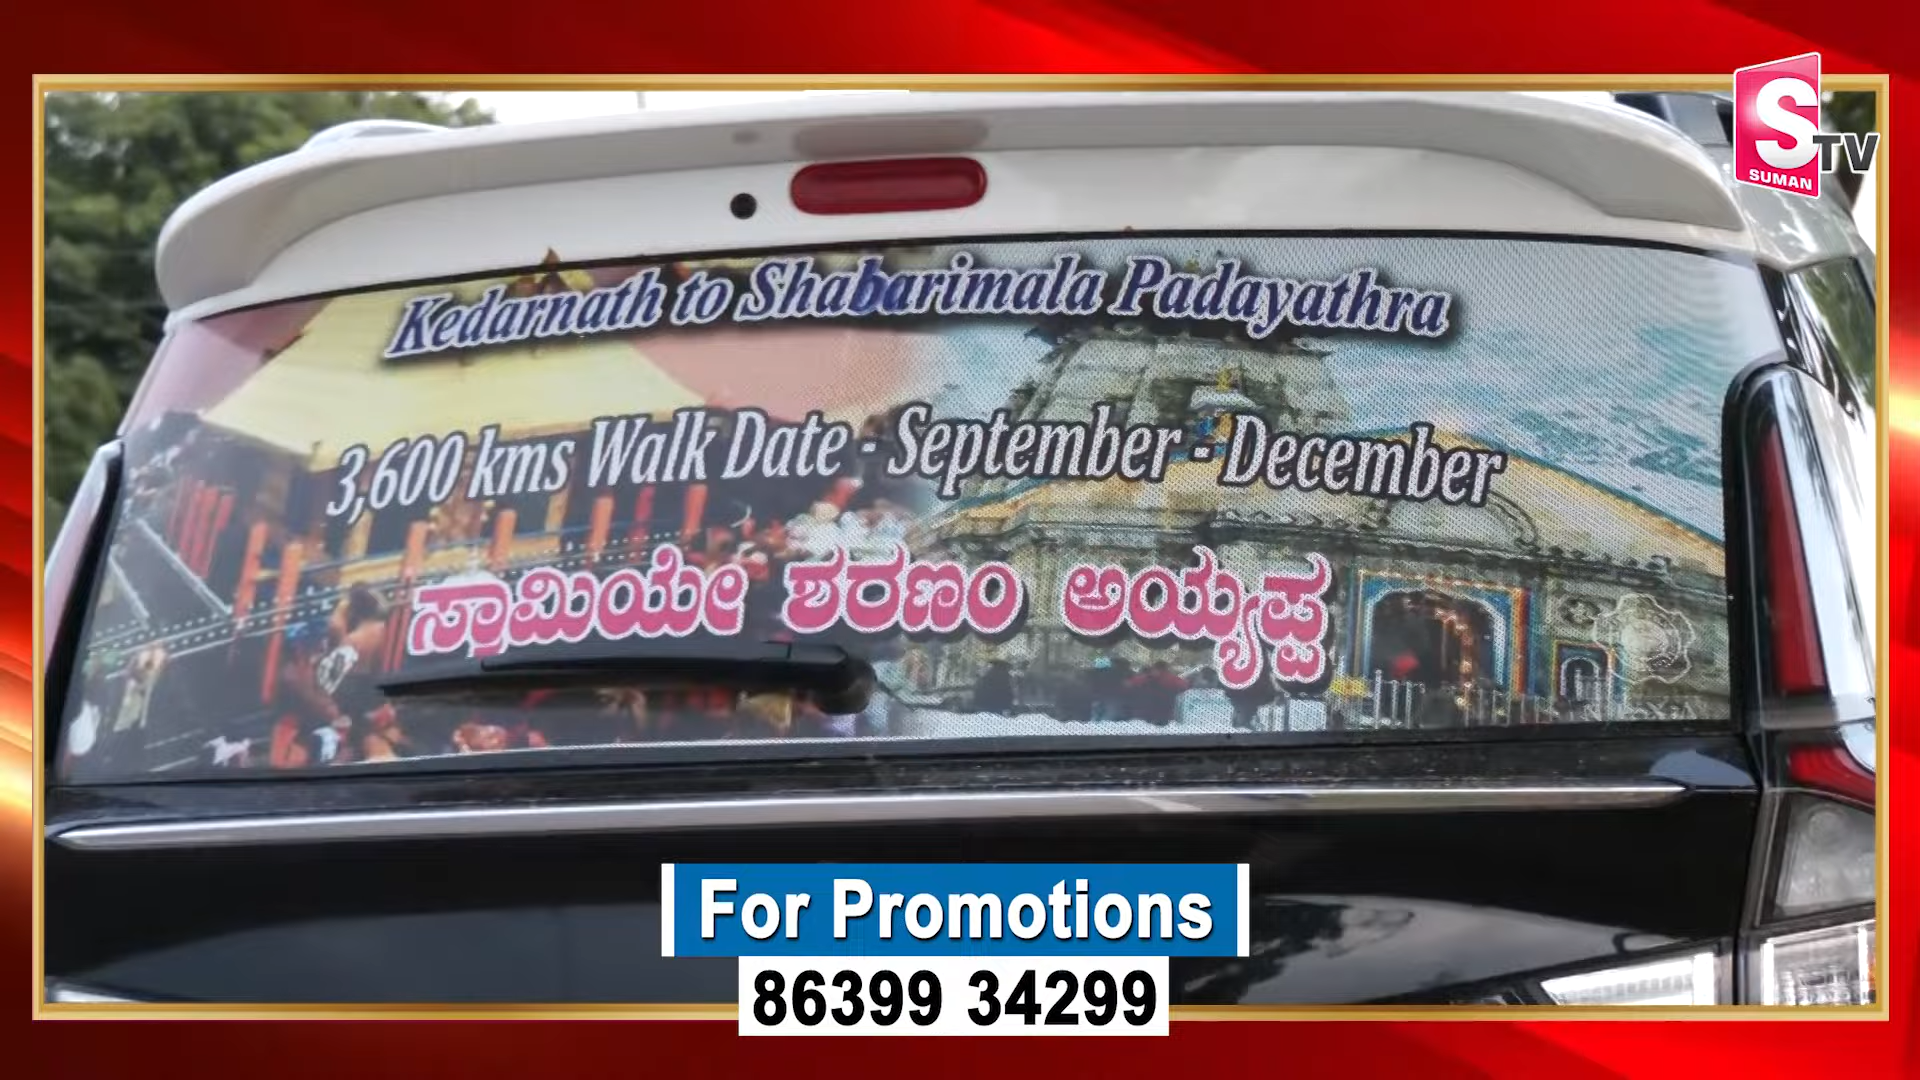 S
TV
SUMAN
Kedarnath to Shabarimala Padayathra
3,600 kms Walk Date - September - December
ಸ್ವಾಮಿಯೇ ಶರಣಂ ಅಯ್ಯಪ್ಪ
For Promotions
86399 34299